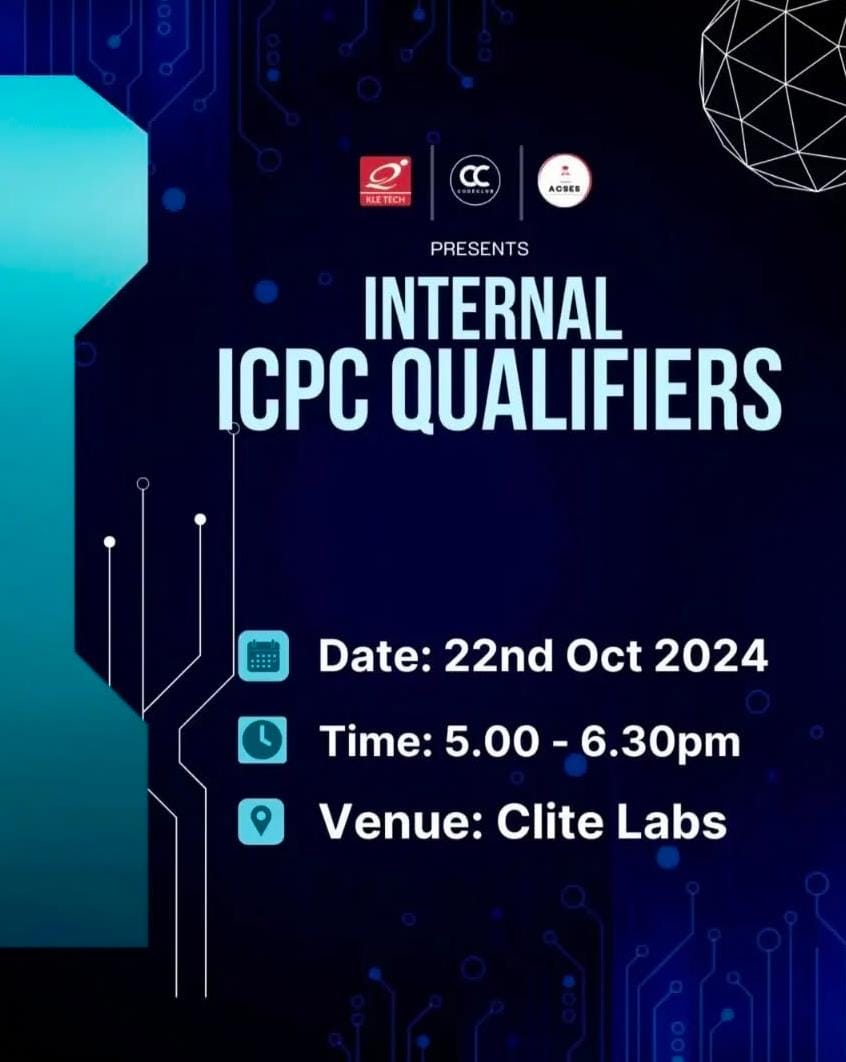 KLE TECH
CC
CODECLUB
ACSES
PRESENTS
INTERNAL
ICPC QUALIFIERS
Date: 22nd Oct 2024
Time: 5.00 - 6.30pm
Venue: Clite Labs